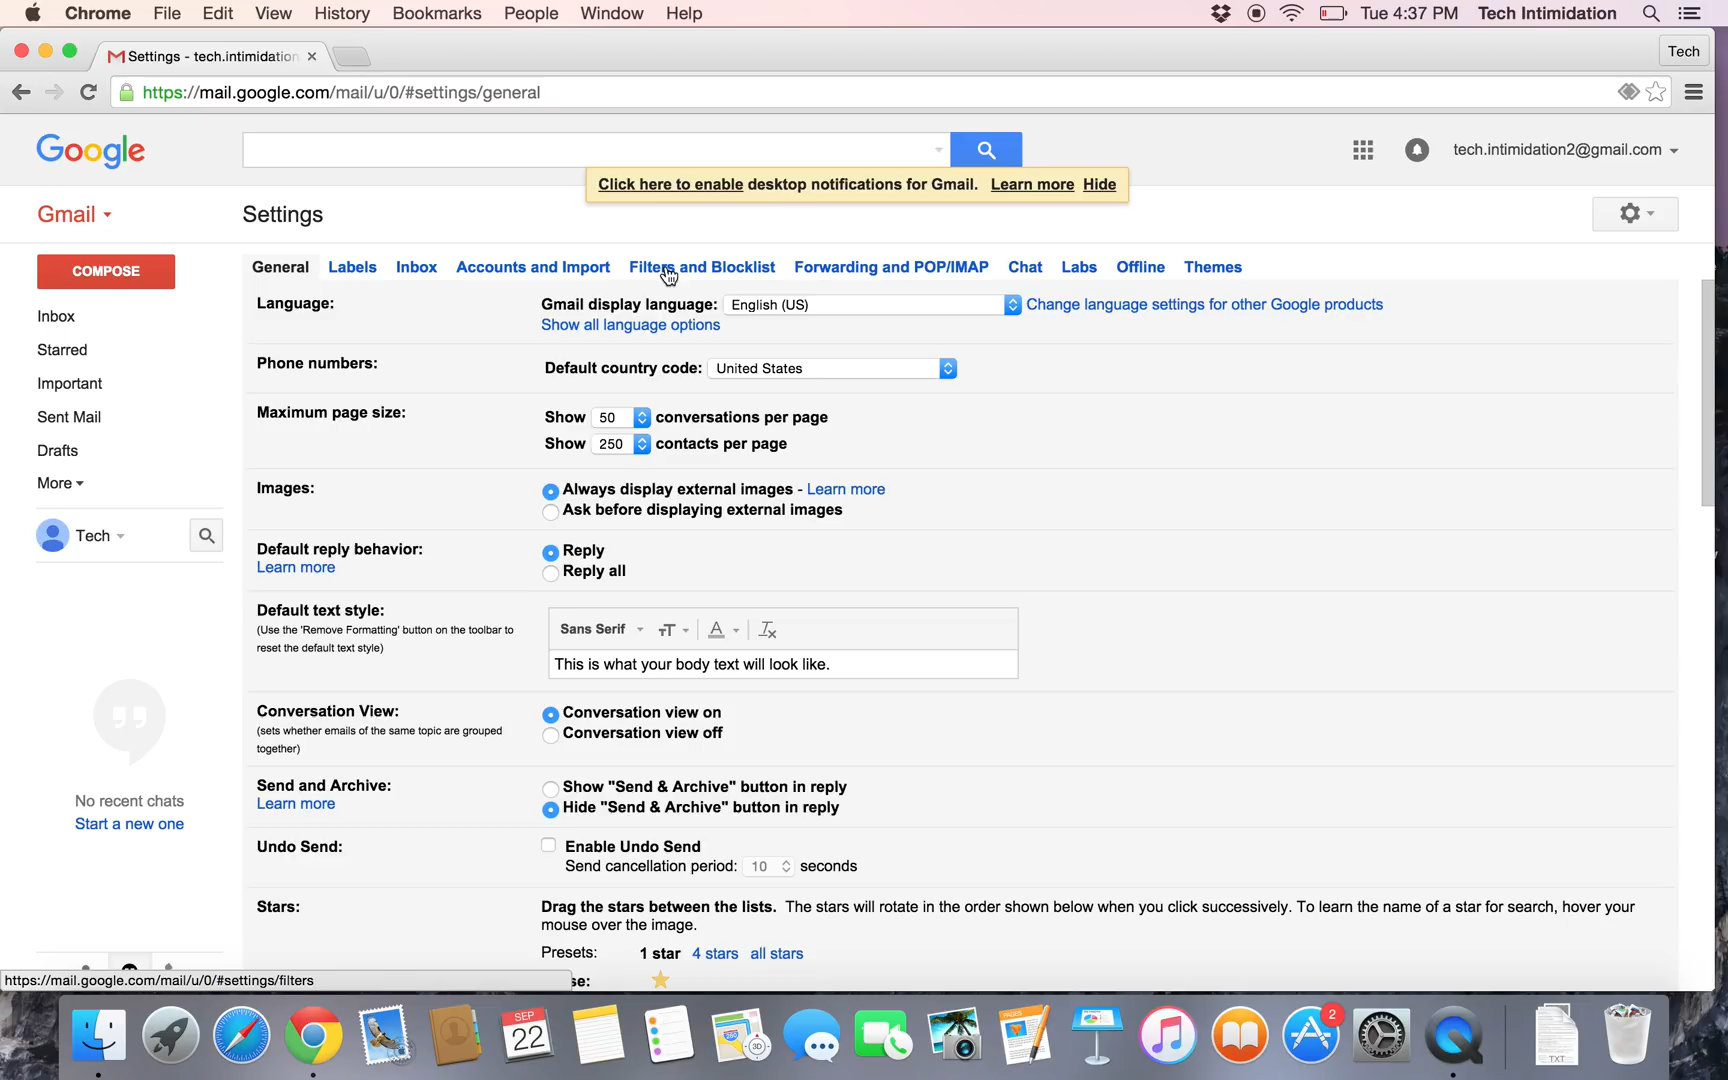 Chrome File Edit View History Bookmarks People Window Help Tue 4:37 PM Tech Intimidation
Settings - tech.intimidation Tech
https://mail.google.com/mail/u/0/#settings/general
Google tech.intimidation2@gmail.com
Click here to enable desktop notifications for Gmail. Learn more Hide
Gmail Settings
COMPOSE
Inbox
Starred
Important
Sent Mail
Drafts
More
Tech
No recent chats
Start a new one
General Labels Inbox Accounts and Import Filters and Blocklist Forwarding and POP/IMAP Chat Labs Offline Themes
Language: Gmail display language: English (US) Change language settings for other Google products
Show all language options
Phone numbers: Default country code: United States
Maximum page size: Show 50 conversations per page
Show 250 contacts per page
Images: Always display external images - Learn more
Ask before displaying external images
Default reply behavior: Reply
Learn more Reply all
Default text style:
(Use the 'Remove Formatting' button on the toolbar to
reset the default text style)
Sans Serif
This is what your body text will look like.
Conversation View: Conversation view on
(sets whether emails of the same topic are grouped
together)
Conversation view off
Send and Archive: Show "Send & Archive" button in reply
Learn more Hide "Send & Archive" button in reply
Undo Send: Enable Undo Send
Send cancellation period: 10 seconds
Stars: Drag the stars between the lists. The stars will rotate in the order shown below when you click successively. To learn the name of a star for search, hover your
mouse over the image.
Presets: 1 star 4 stars all stars
https://mail.google.com/mail/u/0/#settings/filters se:
SEP
22
3D
PAGES
2
TXT